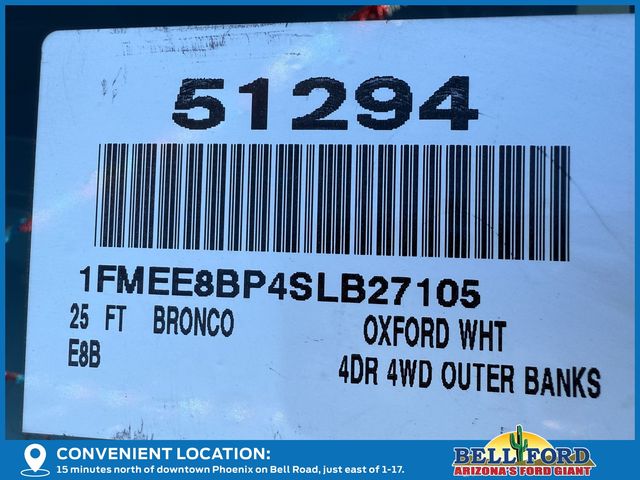 51294
1FMEE8BP4SLB27105
25 FT BRONCO OXFORD WHT
E8B 4DR 4WD OUTER BANKS
CONVENIENT LOCATION:
15 minutes north of downtown Phoenix on Bell Road, just east of 1-17.
BELL FORD
ARIZONA'S FORD GIANT